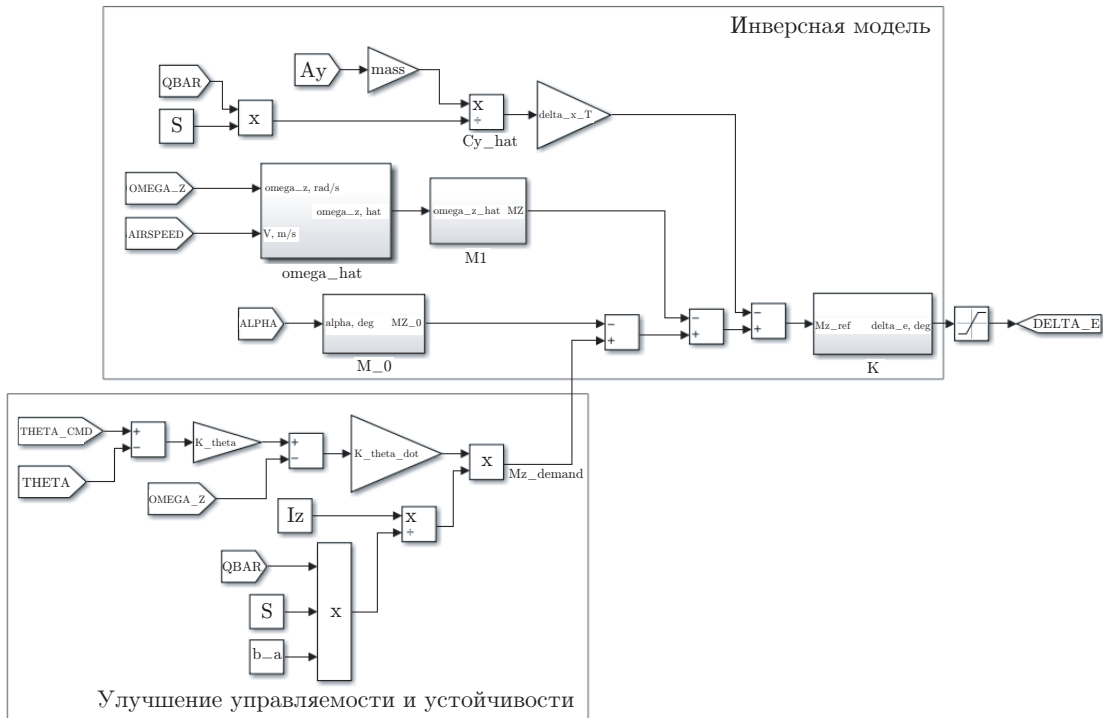 Инверсная модель
Ay
mass
QBAR
S
x
x
÷
Cy_hat
delta_x_T
OMEGA_Z
AIRSPEED
omega_z, rad/s
omega_z, hat
V, m/s
omega_hat
omega_z_hat MZ
M1
ALPHA
alpha, deg MZ_0
M_0
−
+
−
+
−
+
Mz_ref delta_e, deg
K
DELTA_E
THETA_CMD
THETA
+
−
K_theta
OMEGA_Z
+
−
K_theta_dot
x
Mz_demand
Iz
x
÷
QBAR
S
b_a
x
Улучшение управляемости и устойчивости